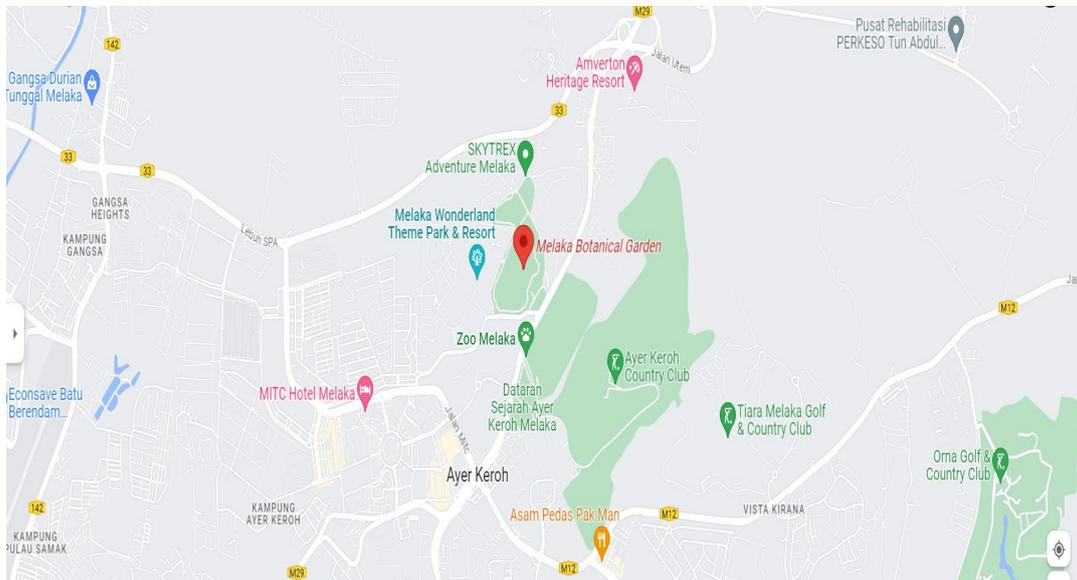 M29
Pusat Rehabilitasi
PERKESO Tun Abdul...
142
Jalan Utem
Amverton
Heritage Resort
Gangsa Durian
Tunggal Melaka
33
SKYTREX
Adventure Melaka
33
33
GANGSA
HEIGHTS
Melaka Wonderland
Theme Park & Resort
Lebuh SPA
KAMPUNG
GANGSA
Melaka Botanical Garden
M12
Zoo Melaka
Ayer Keroh
Country Club
Econsave Batu
Berendam...
MITC Hotel Melaka
Dataran
Sejarah Ayer
Keroh Melaka
Jalan Mitc
Tiara Melaka Golf
& Country Club
Orna Golf &
Country Club
Ayer Keroh
142
KAMPUNG
AYER KEROH
Asam Pedas Pak Man
M12
VISTA KIRANA
KAMPUNG
PULAU SAMAK
M29
M12